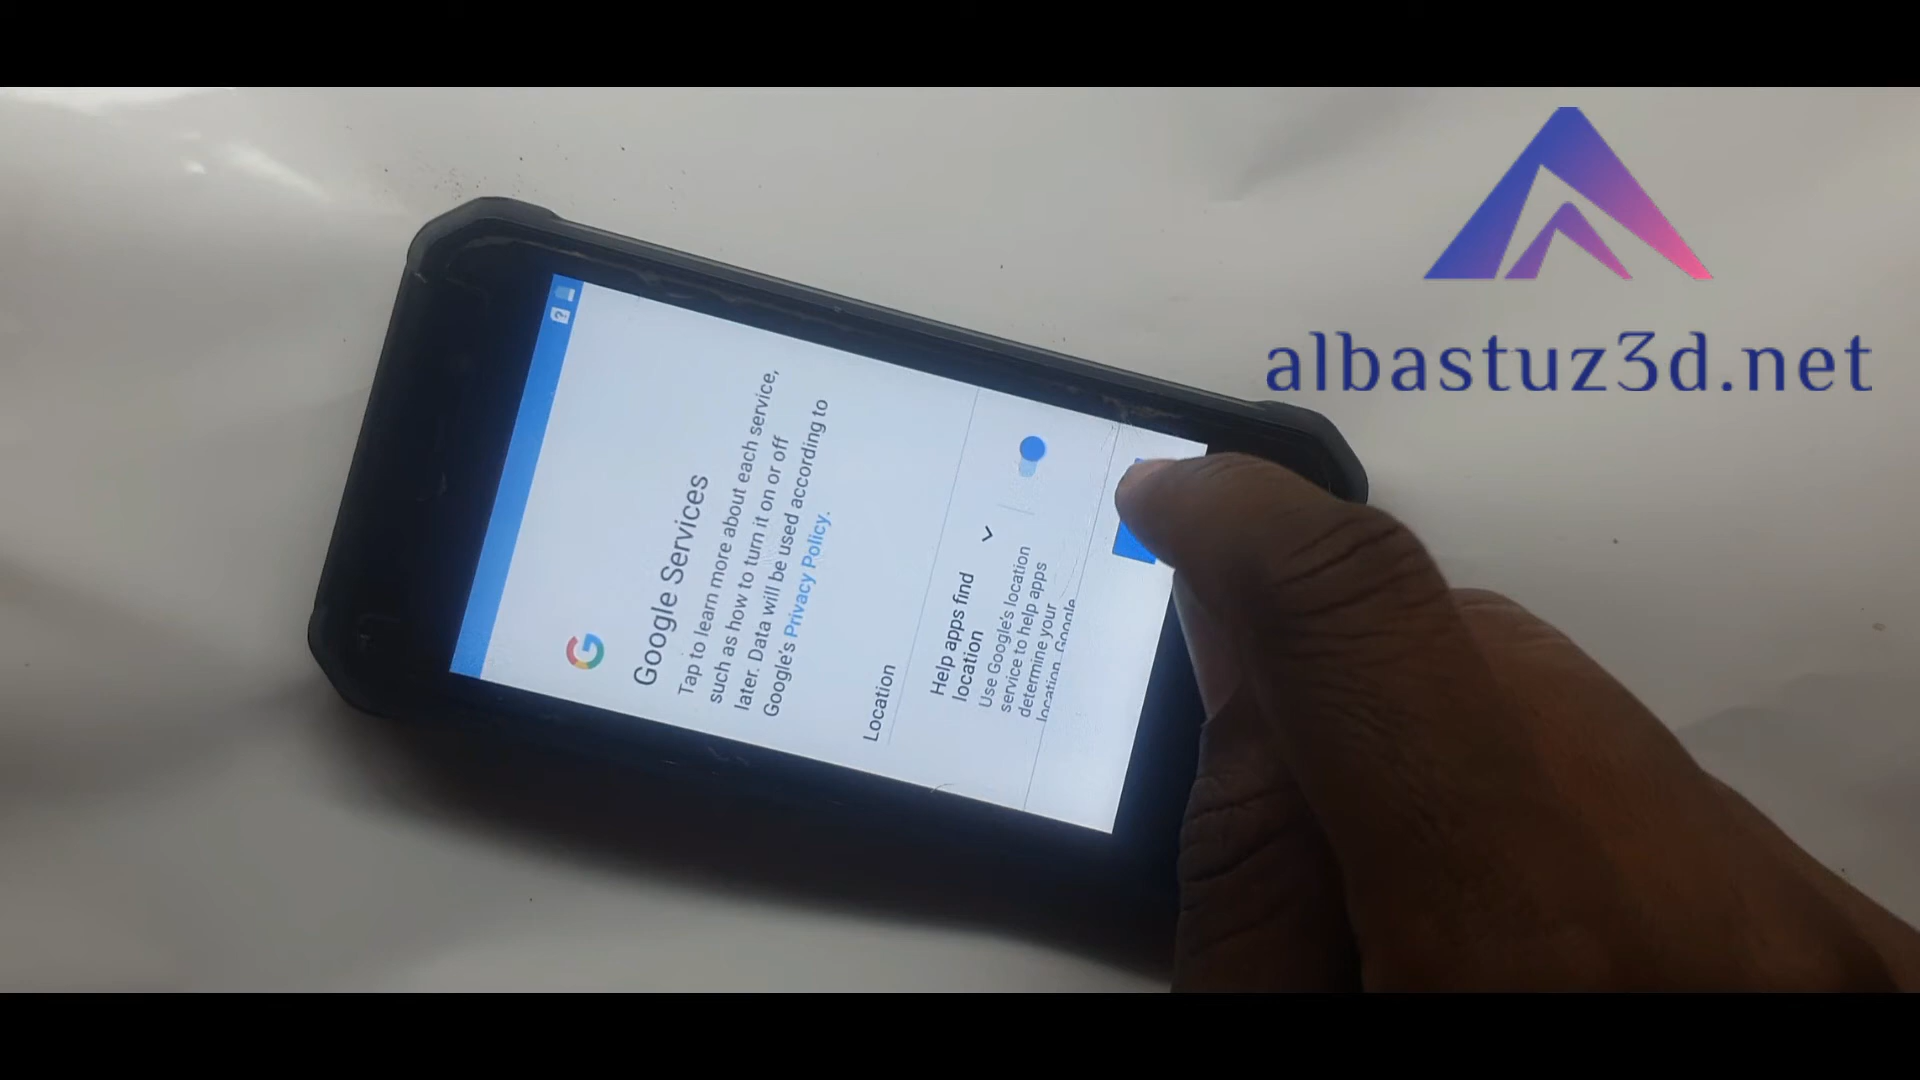 albastuz3d.net
Google Services
Tap to learn more about each service,
such as how to turn it on or off
later. Data will be used according to
Google's Privacy Policy.
Location
Help apps find
location
Use Google's location
service to help apps
determine your
location. Google